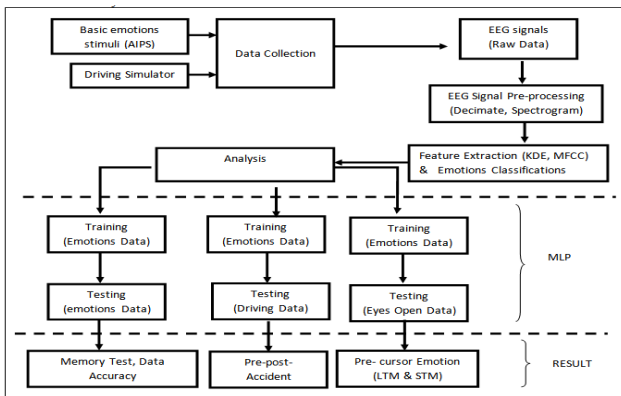 Basic emotions
stimuli (AIPS)
Driving Simulator
Data Collection
EEG signals
(Raw Data)
EEG Signal Pre-processing
(Decimate, Spectrogram)
Feature Extraction (KDE, MFCC)
& Emotions Classifications
Analysis
Training
(Emotions Data)
Training
(Emotions Data)
Training
(Emotions Data)
MLP
Testing
(emotions Data)
Testing
(Driving Data)
Testing
(Eyes Open Data)
Memory Test, Data
Accuracy
Pre-post-
Accident
Pre- cursor Emotion
(LTM & STM)
RESULT